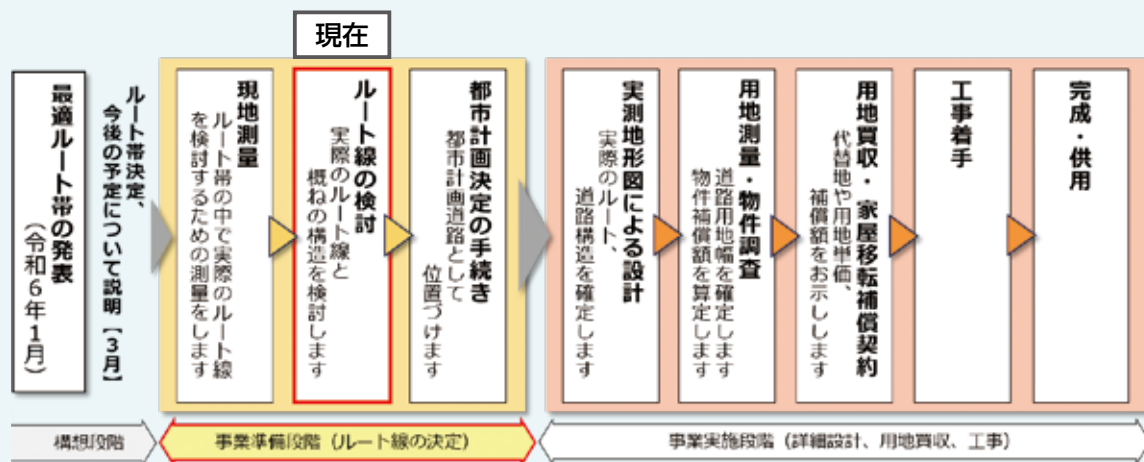 現在
最適ルート帯の発表
（令和6年1月）
ルート帯決定、
今後の予定について説明【3月】
現地測量
ルート帯の中で実際のルート線
を検討するための測量をします
ルート線の検討
実際のルート線と
概ねの構造を検討します
都市計画決定の手続き
都市計画道路として
位置づけます
実測地形図による設計
実際のルート、
道路構造を確定します
用地測量・物件調査
道路用地幅を確定します
物件補償額を算定します
用地買収・家屋移転補償契約
代替地や用地単価、
補償額をお示しします
工事着手
完成・供用
構想段階
事業準備段階（ルート線の決定）
事業実施段階（詳細設計、用地買収、工事）